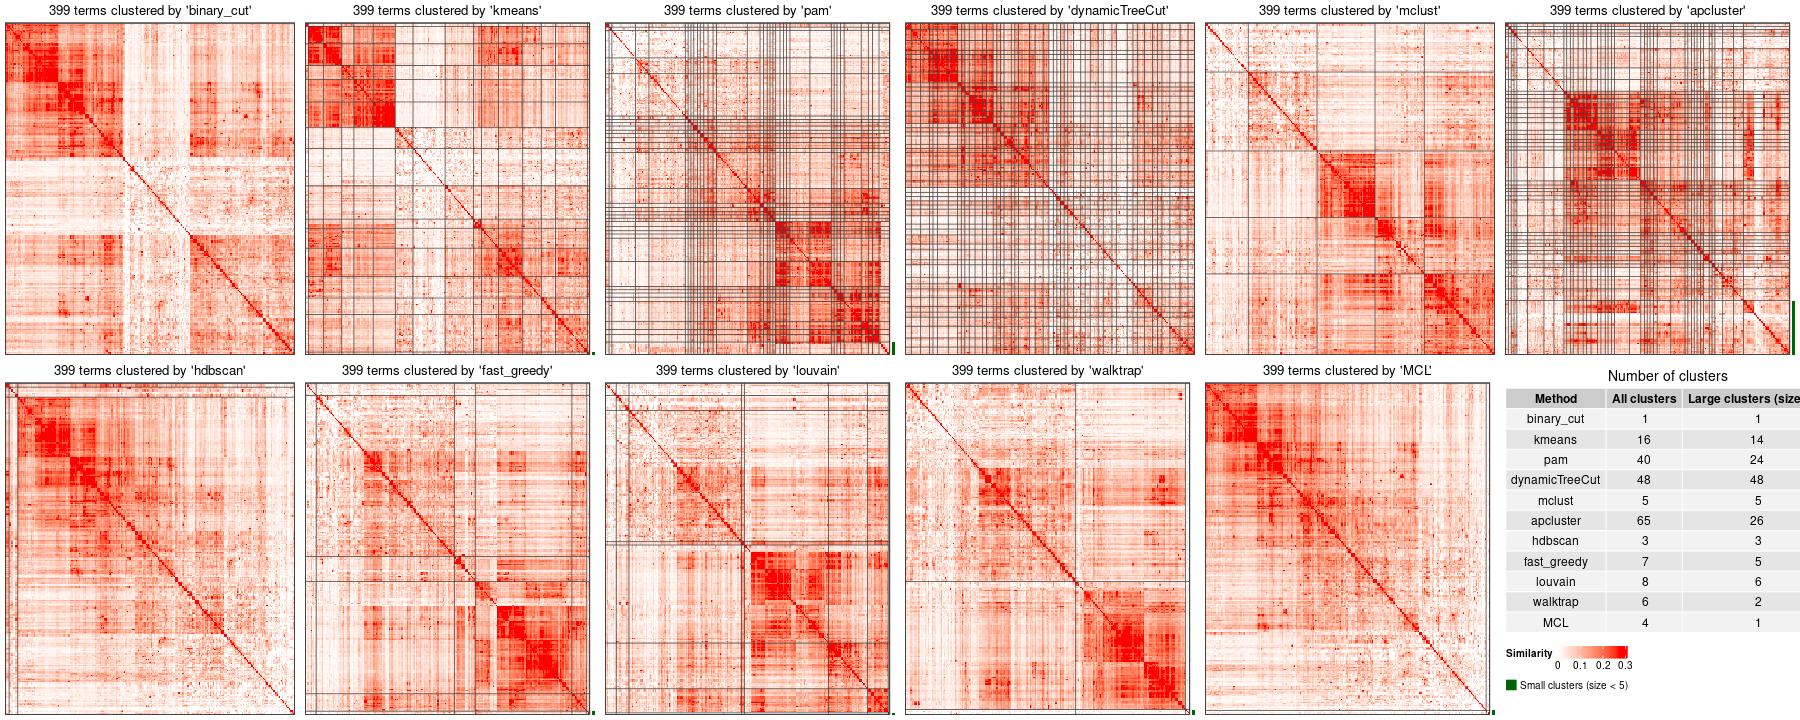 399 terms clustered by 'binary_cut'
399 terms clustered by 'kmeans'
399 terms clustered by 'pam'
399 terms clustered by 'dynamicTreeCut'
399 terms clustered by 'mclust'
399 terms clustered by 'apcluster'
399 terms clustered by 'hdbscan'
399 terms clustered by 'fast_greedy'
399 terms clustered by 'louvain'
399 terms clustered by 'walktrap'
399 terms clustered by 'MCL'
Number of clusters
Method All clusters Large clusters (size
binary_cut 1 1
kmeans 16 14
pam 40 24
dynamicTreeCut 48 48
mclust 5 5
apcluster 65 26
hdbscan 3 3
fast_greedy 7 5
louvain 8 6
walktrap 6 2
MCL 4 1
Similarity
0 0.1 0.2 0.3
Small clusters (size < 5)